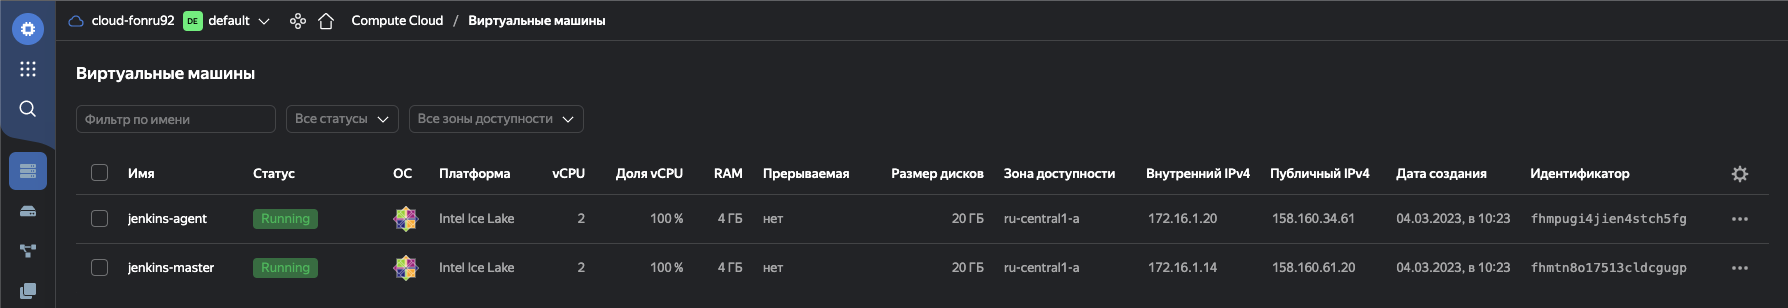 cloud-fonru92 DE default Compute Cloud / Виртуальные машины
Виртуальные машины
Фильтр по имени Все статусы Все зоны доступности
Имя Статус ОС Платформа vCPU Доля vCPU RAM Прерываемая Размер дисков Зона доступности Внутренний IPv4 Публичный IPv4 Дата создания Идентификатор
jenkins-agent Running Intel Ice Lake 2 100 % 4 ГБ нет 20 ГБ ru-central1-a 172.16.1.20 158.160.34.61 04.03.2023, в 10:23 fhmpugi4jien4stch5fg
jenkins-master Running Intel Ice Lake 2 100 % 4 ГБ нет 20 ГБ ru-central1-a 172.16.1.14 158.160.61.20 04.03.2023, в 10:23 fhmtn8o17513cldcgugp